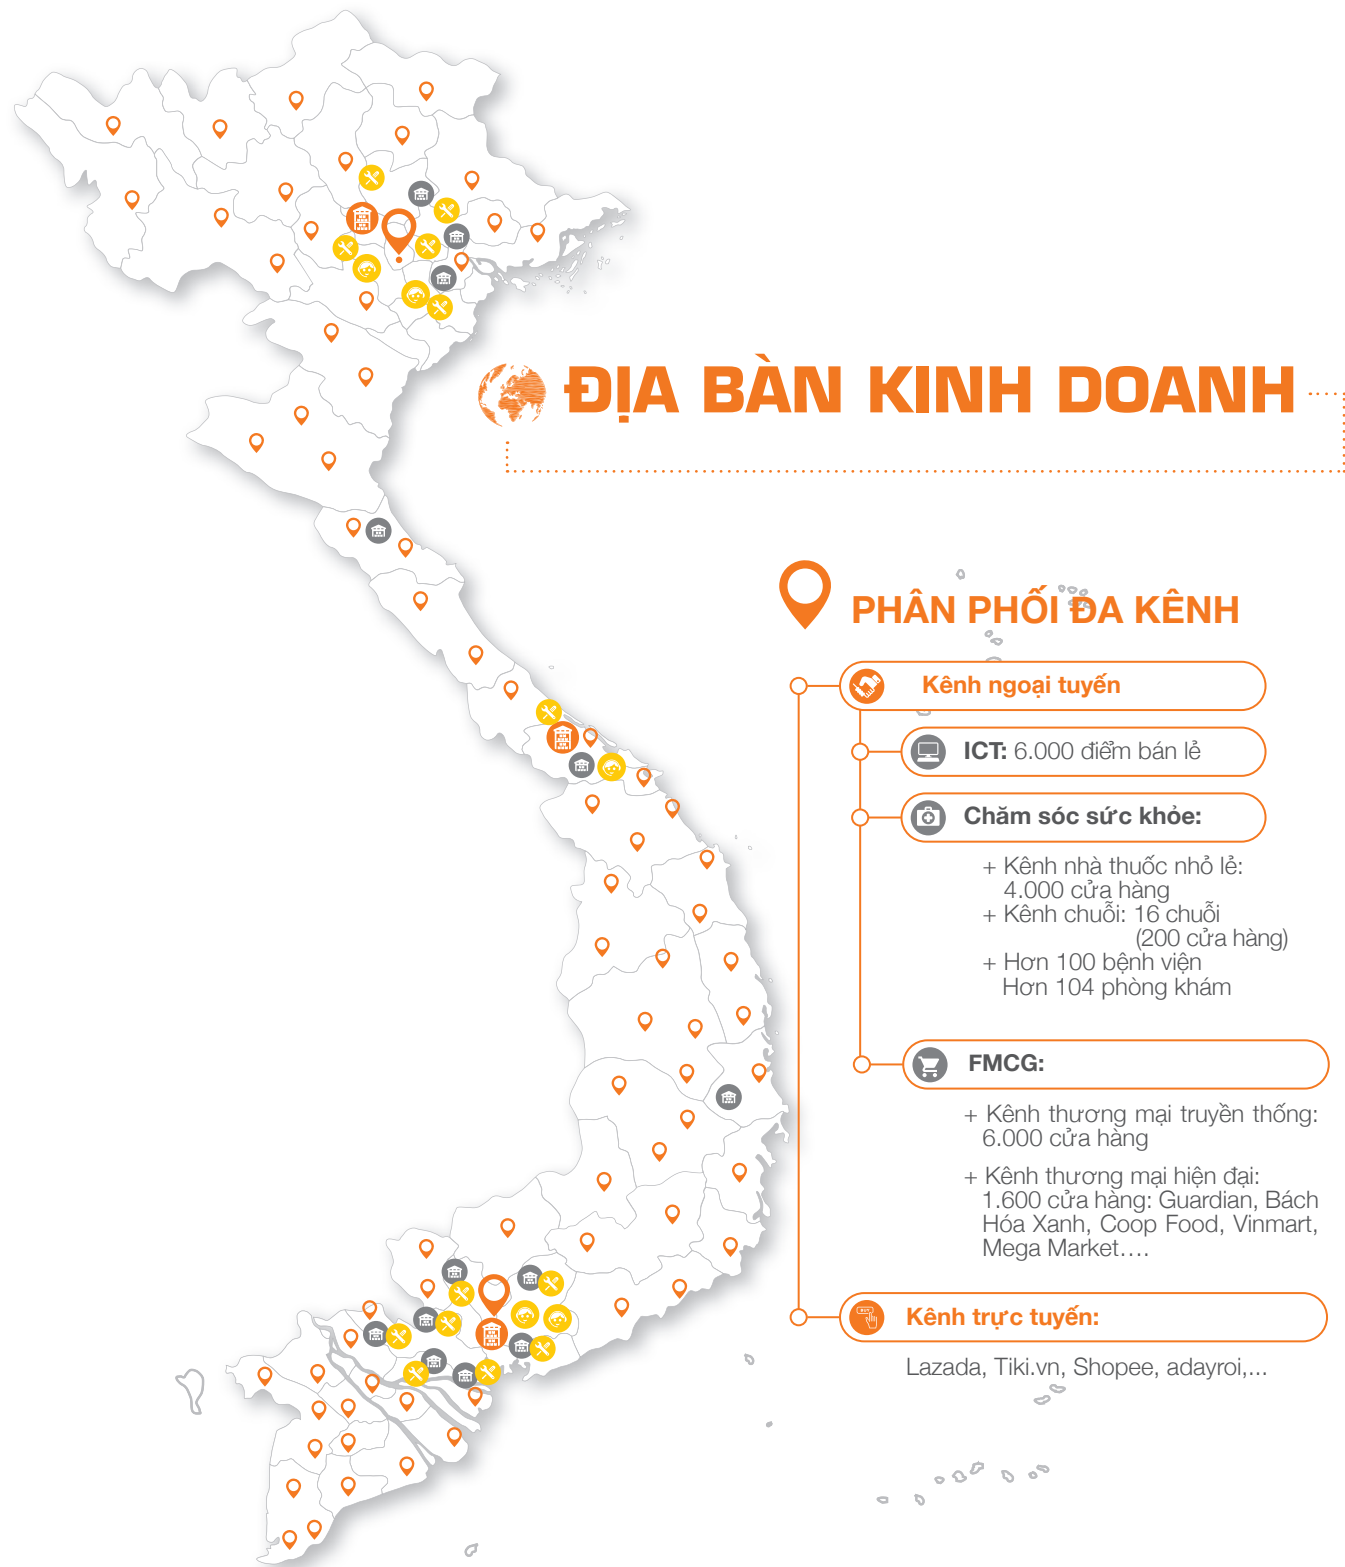 ĐỊA BÀN KINH DOANH
PHÂN PHỐI ĐA KÊNH
Kênh ngoại tuyến
ICT: 6.000 điểm bán lẻ
Chăm sóc sức khỏe:
+ Kênh nhà thuốc nhỏ lẻ:
4.000 cửa hàng
+ Kênh chuỗi: 16 chuỗi
(200 cửa hàng)
+ Hơn 100 bệnh viện
Hơn 104 phòng khám
FMCG:
+ Kênh thương mại truyền thống:
6.000 cửa hàng
+ Kênh thương mại hiện đại:
1.600 cửa hàng: Guardian, Bách
Hóa Xanh, Coop Food, Vinmart,
Mega Market....
BUY
Kênh trực tuyến:
Lazada, Tiki.vn, Shopee, adayroi,...